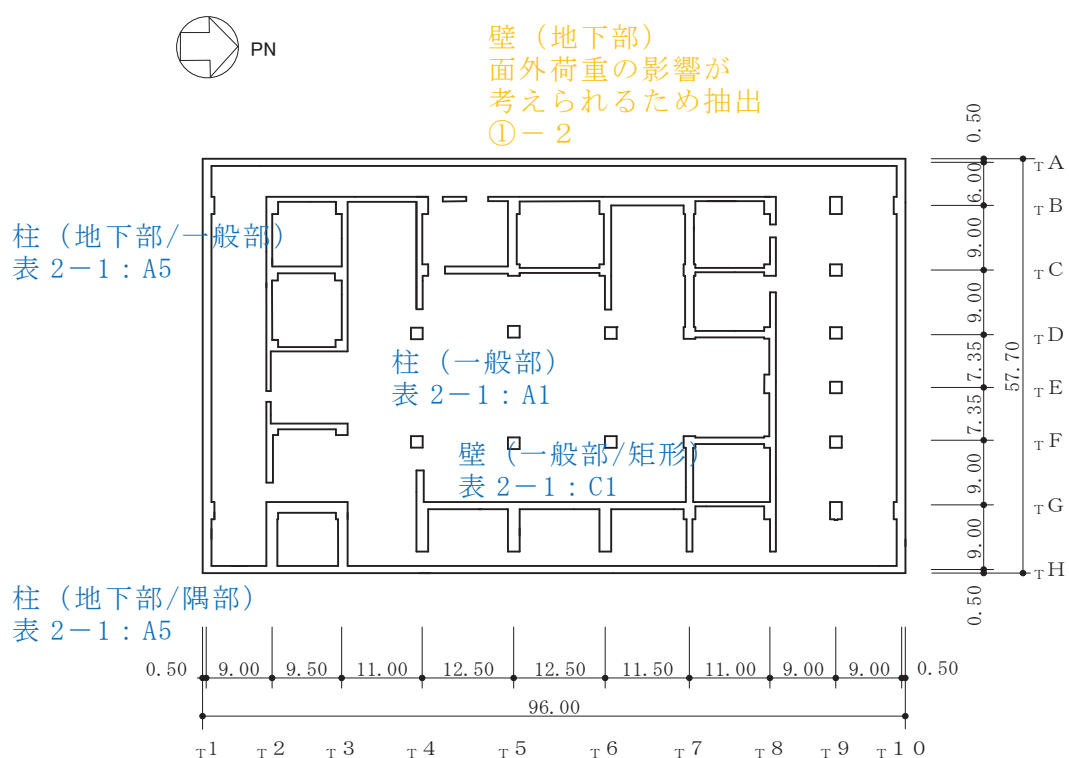 PN
壁（地下部）
面外荷重の影響が
考えられるため抽出
①－２
柱（地下部/一般部）
表 2－1：A5
柱（一般部）
表 2－1：A1
壁（一般部/矩形）
表 2－1：C1
柱（地下部/隅部）
表 2－1：A5
0.50
6.00
9.00
9.00
7.35
7.35
9.00
9.00
0.50
57.70
TA
TB
TC
TD
TE
TF
TG
TH
0.50 9.00 9.50 11.00 12.50 12.50 11.50 11.00 9.00 9.00 0.50
96.00
T1 T2 T3 T4 T5 T6 T7 T8 T9 T10